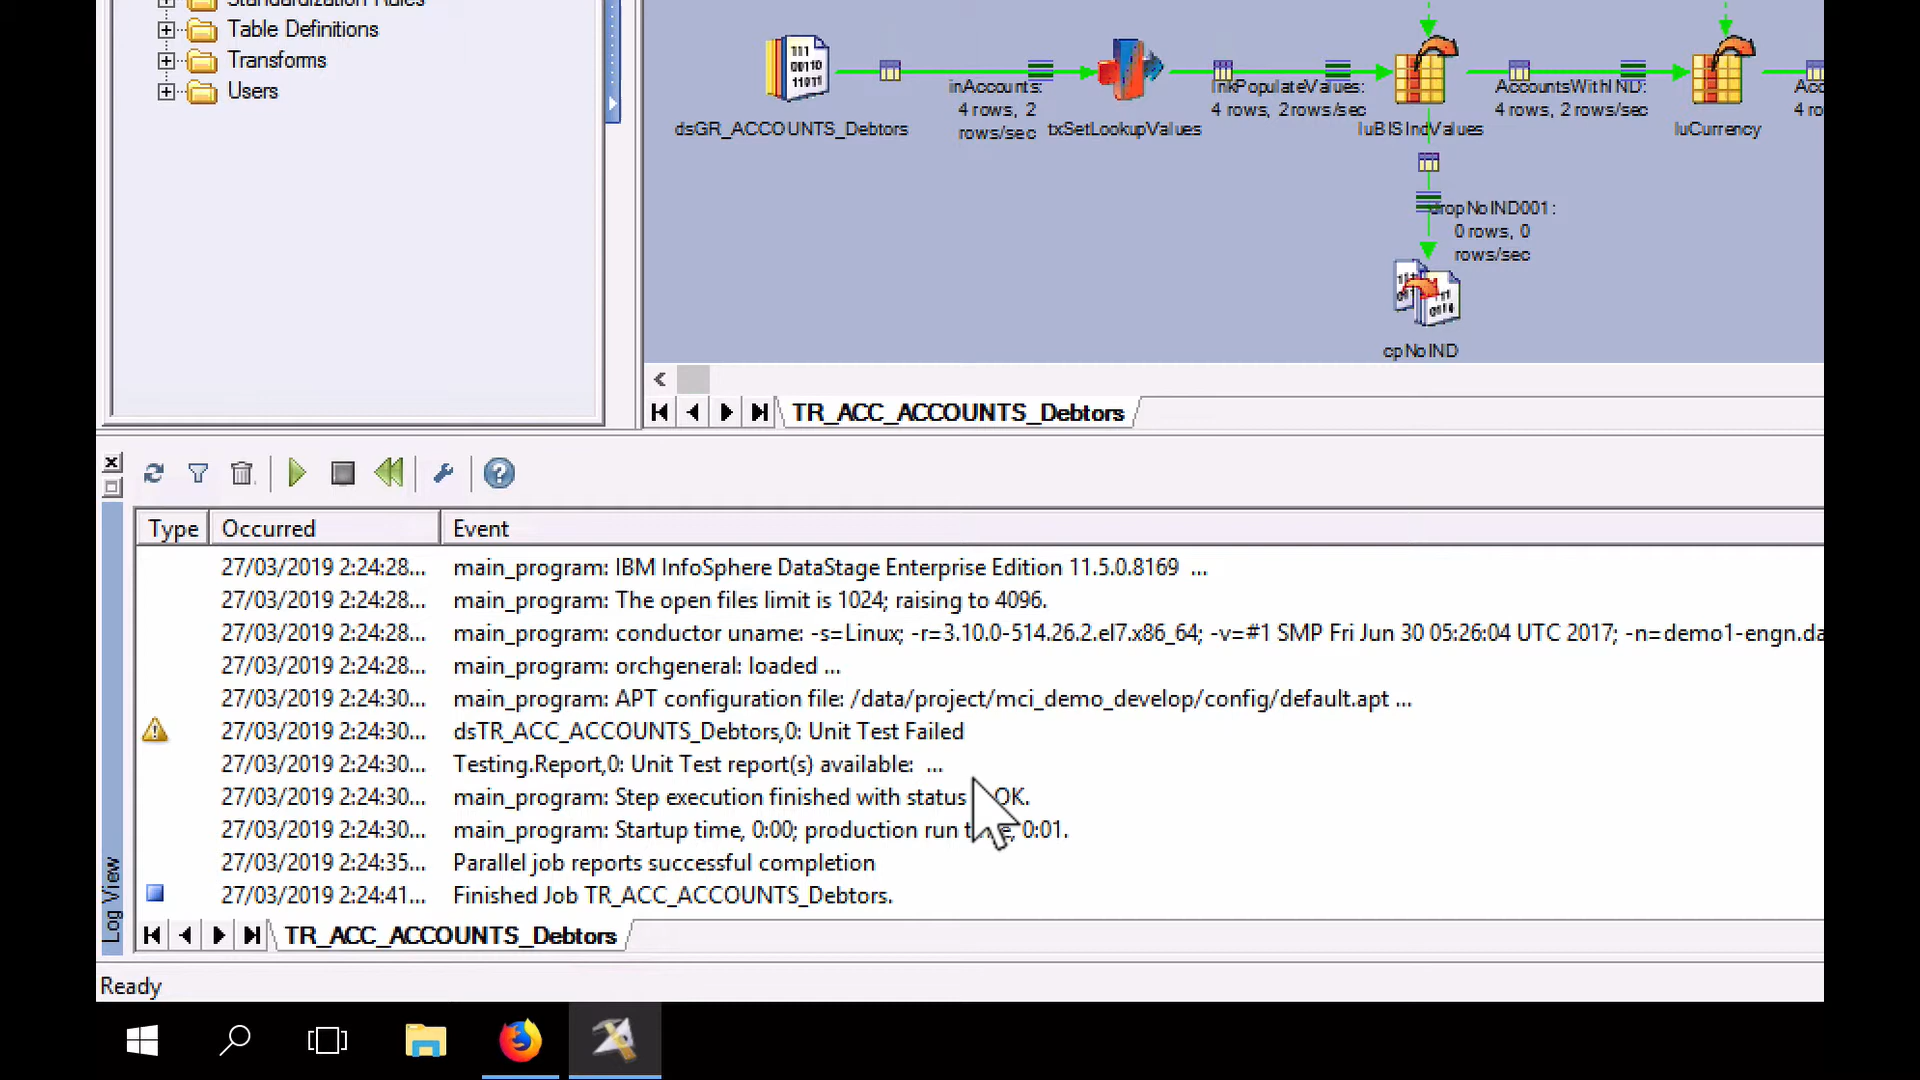 Standardization Rules
Table Definitions
Transforms
Users
dsGR_ACCOUNTS_Debtors
inAccounts:
4 rows, 2
rows/sec
txSetLookupValues
lnkPopulateValues:
4 rows, 2 rows/sec
luBISIndValues
AccountsWithIND:
4 rows, 2 rows/sec
luCurrency
4 ro
dropNoIND001:
0 rows, 0
rows/sec
cpNoIND
TR_ACC_ACCOUNTS_Debtors
Type Occurred Event
27/03/2019 2:24:28... main_program: IBM InfoSphere DataStage Enterprise Edition 11.5.0.8169 ...
27/03/2019 2:24:28... main_program: The open files limit is 1024; raising to 4096.
27/03/2019 2:24:28... main_program: conductor uname: -s=Linux; -r=3.10.0-514.26.2.el7.x86_64; -v=#1 SMP Fri Jun 30 05:26:04 UTC 2017; -n=demo1-engn.da
27/03/2019 2:24:28... main_program: orchgeneral: loaded ...
27/03/2019 2:24:30... main_program: APT configuration file: /data/project/mci_demo_develop/config/default.apt ...
27/03/2019 2:24:30... dsTR_ACC_ACCOUNTS_Debtors,0: Unit Test Failed
27/03/2019 2:24:30... Testing.Report,0: Unit Test report(s) available: ...
27/03/2019 2:24:30... main_program: Step execution finished with status OK.
27/03/2019 2:24:30... main_program: Startup time, 0:00; production run time, 0:01.
27/03/2019 2:24:35... Parallel job reports successful completion
27/03/2019 2:24:41... Finished Job TR_ACC_ACCOUNTS_Debtors.
Log View
TR_ACC_ACCOUNTS_Debtors
Ready